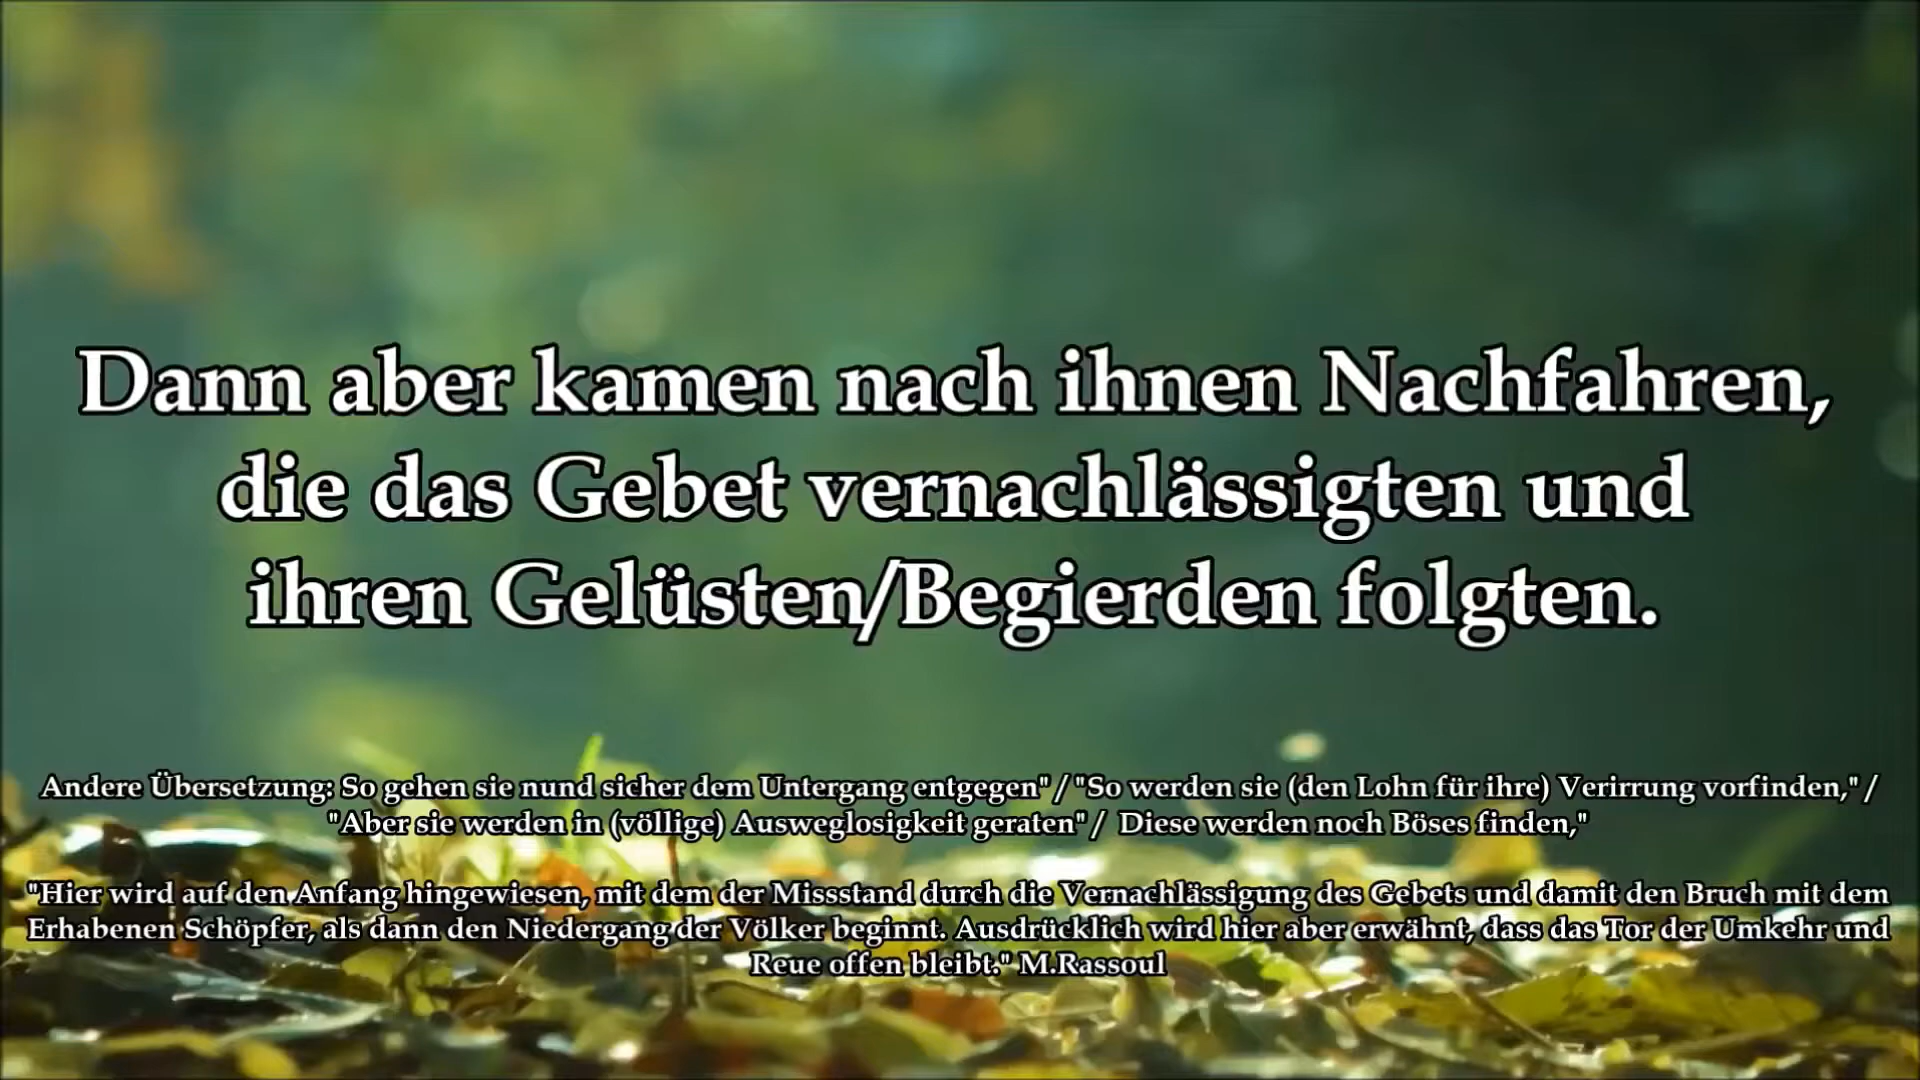 Dann aber kamen nach ihnen Nachfahren,
die das Gebet vernachlässigten und
ihren Gelüsten/Begierden folgten.
Andere Übersetzung: So gehen sie nund sicher dem Untergang entgegen" / "So werden sie (den Lohn für ihre) Verirrung vorfinden," /
"Aber sie werden in (völlige) Ausweglosigkeit geraten" / Diese werden noch Böses finden,"
"Hier wird auf den Anfang hingewiesen, mit dem der Missstand durch die Vernachlässigung des Gebets und damit den Bruch mit dem
Erhabenen Schöpfer, als dann den Niedergang der Völker beginnt. Ausdrücklich wird hier aber erwähnt, dass das Tor der Umkehr und
Reue offen bleibt." M.Rassoul